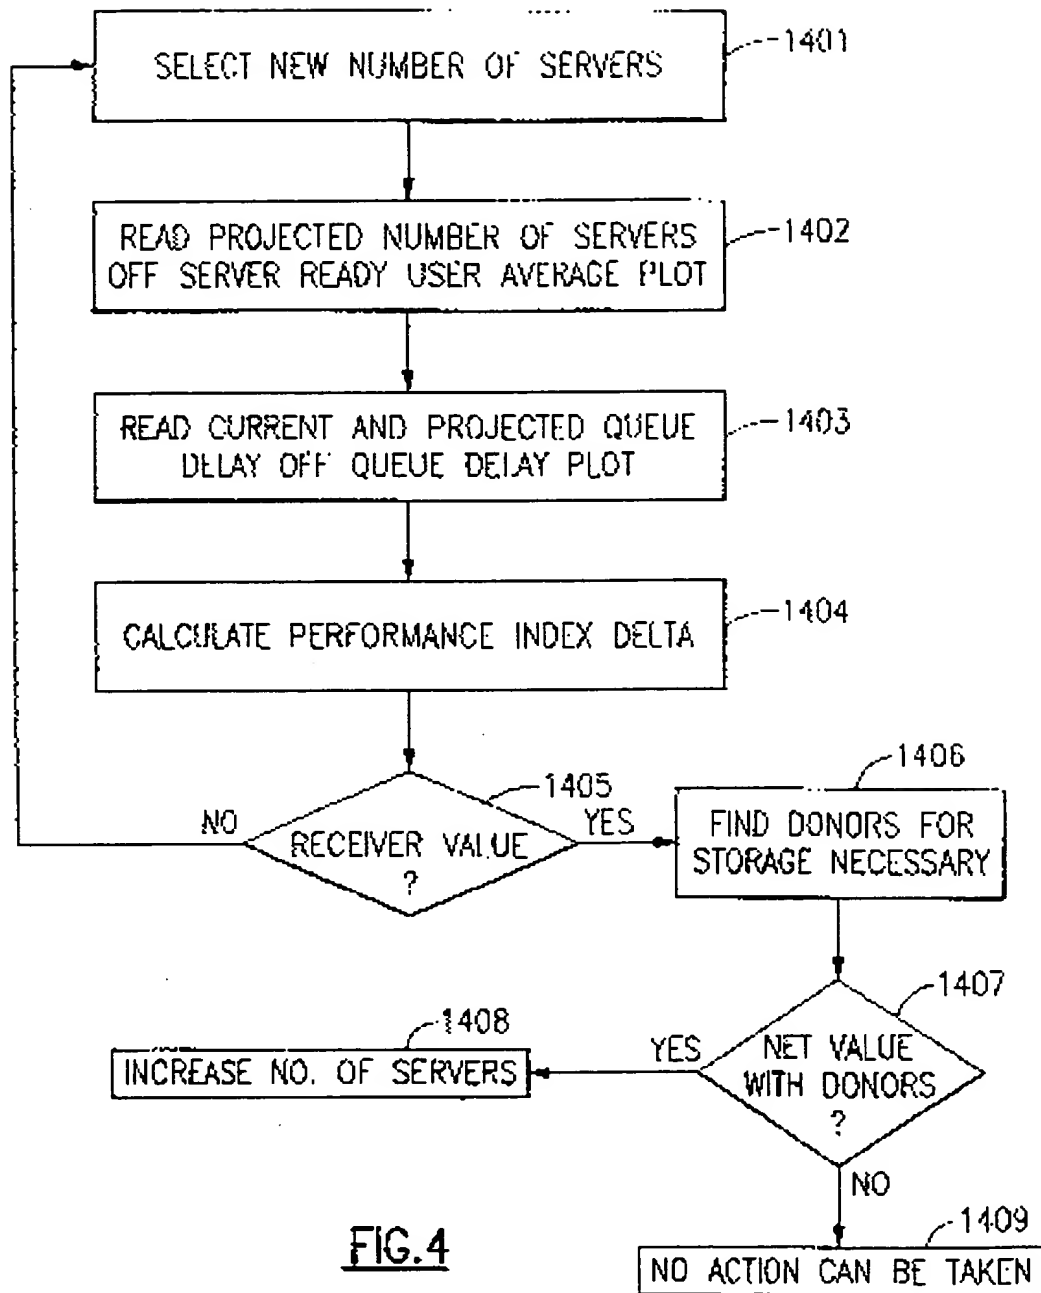 SELECT NEW NUMBER OF SERVERS
1401
READ PROJECTED NUMBER OF SERVERS
OFF SERVER READY USER AVERAGE PLOT
1402
READ CURRENT AND PROJECTED QUEUE
DELAY OFF QUEUE DELAY PLOT
1403
CALCULATE PERFORMANCE INDEX DELTA
1404
1405
NO
RECEIVER VALUE
?
YES
1406
FIND DONORS FOR
STORAGE NECESSARY
1407
NET VALUE
WITH DONORS
?
YES
1408
INCREASE NO. OF SERVERS
NO
1409
NO ACTION CAN BE TAKEN
FIG.4